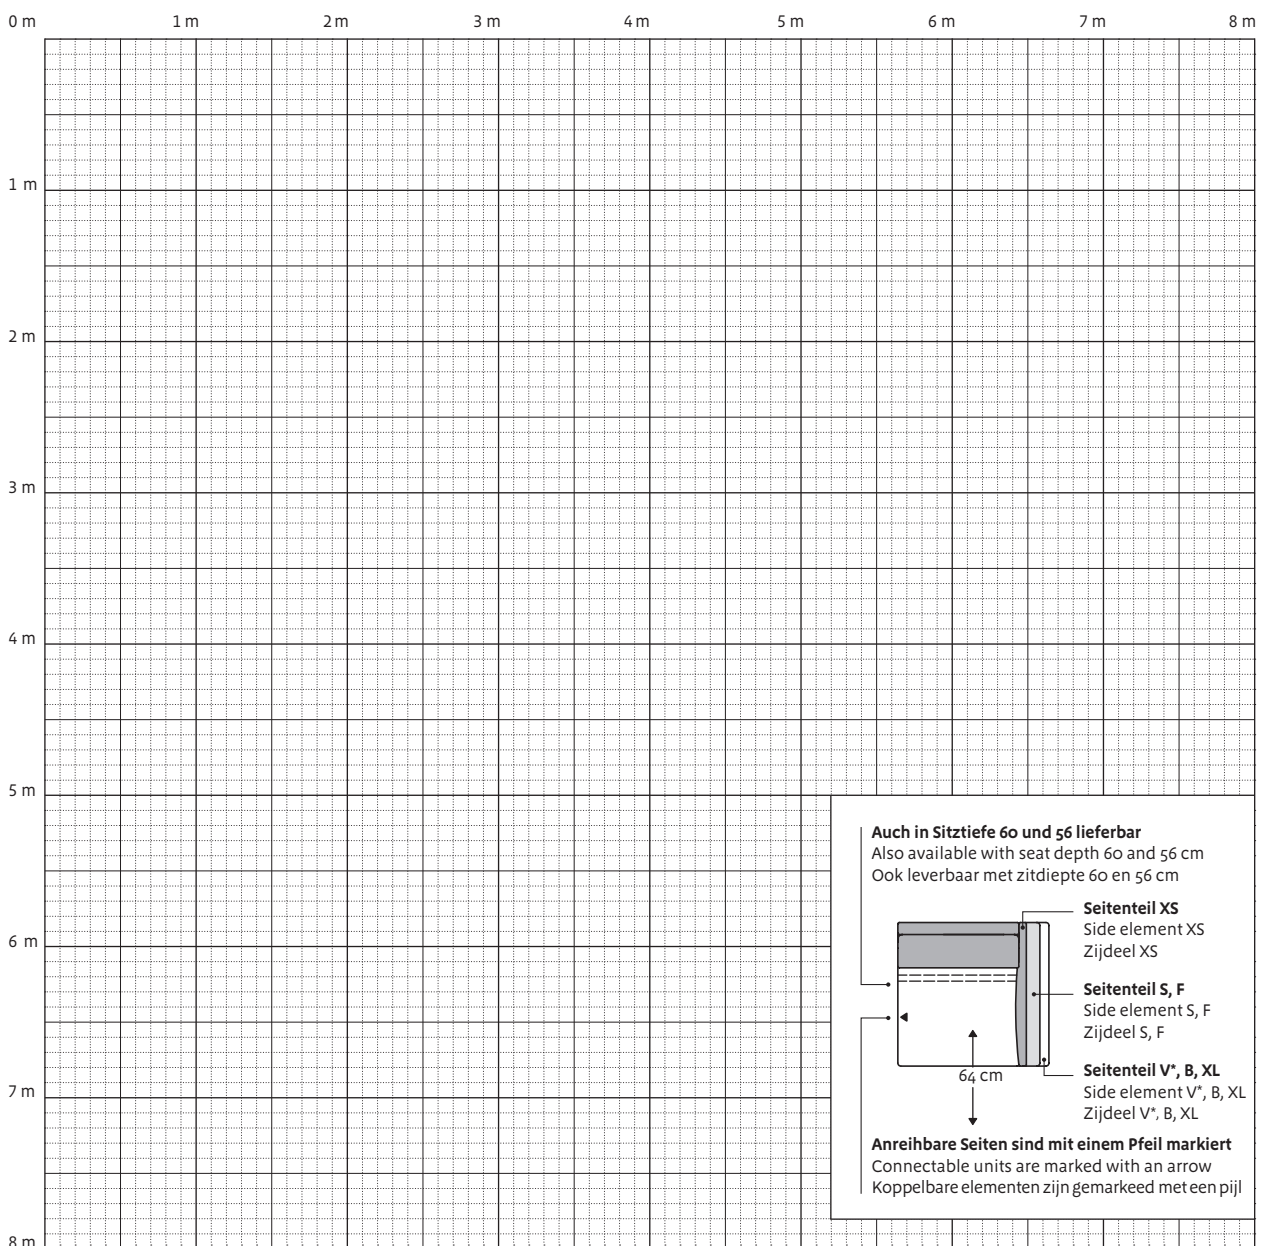 0 m 1 m 2 m 3 m 4 m 5 m 6 m 7 m 8 m
1 m
2 m
3 m
4 m
5 m
6 m
7 m
8 m
Auch in Sitztiefe 60 und 56 lieferbar
Also available with seat depth 60 and 56 cm
Ook leverbaar met zitdiepte 60 en 56 cm
Seitenteil XS
Side element XS
Zijdeel XS
Seitenteil S, F
Side element S, F
Zijdeel S, F
64 cm
Seitenteil V*, B, XL
Side element V*, B, XL
Zijdeel V*, B, XL
Anreihbare Seiten sind mit einem Pfeil markiert
Connectable units are marked with an arrow
Koppelbare elementen zijn gemarkeed met een pijl